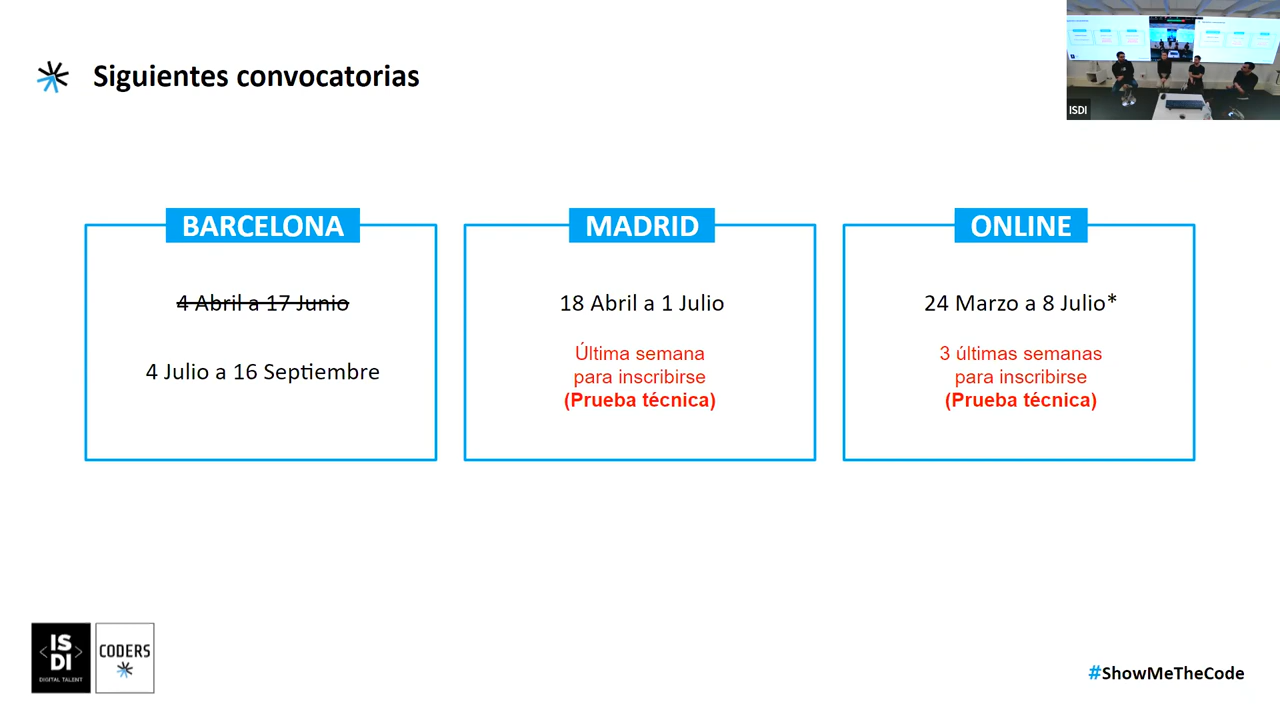 Siguientes convocatorias
ISDI
BARCELONA
4 Abril a 17 Junio
4 Julio a 16 Septiembre
MADRID
18 Abril a 1 Julio
Última semana
para inscribirse
(Prueba técnica)
ONLINE
24 Marzo a 8 Julio*
3 últimas semanas
para inscribirse
(Prueba técnica)
<IS
DI>
DIGITAL TALENT
CODERS
#ShowMeTheCode